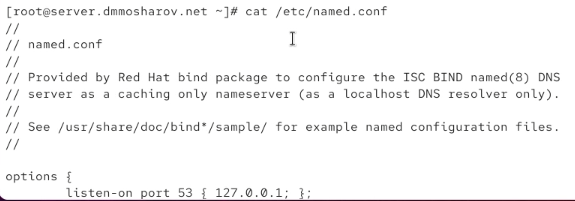 [root@server.dmmosharov.net ~]# cat /etc/named.conf
//
// named.conf
//
// Provided by Red Hat bind package to configure the ISC BIND named(8) DNS
// server as a caching only nameserver (as a localhost DNS resolver only).
//
// See /usr/share/doc/bind*/sample/ for example named configuration files.
//

options {
        listen-on port 53 { 127.0.0.1; };